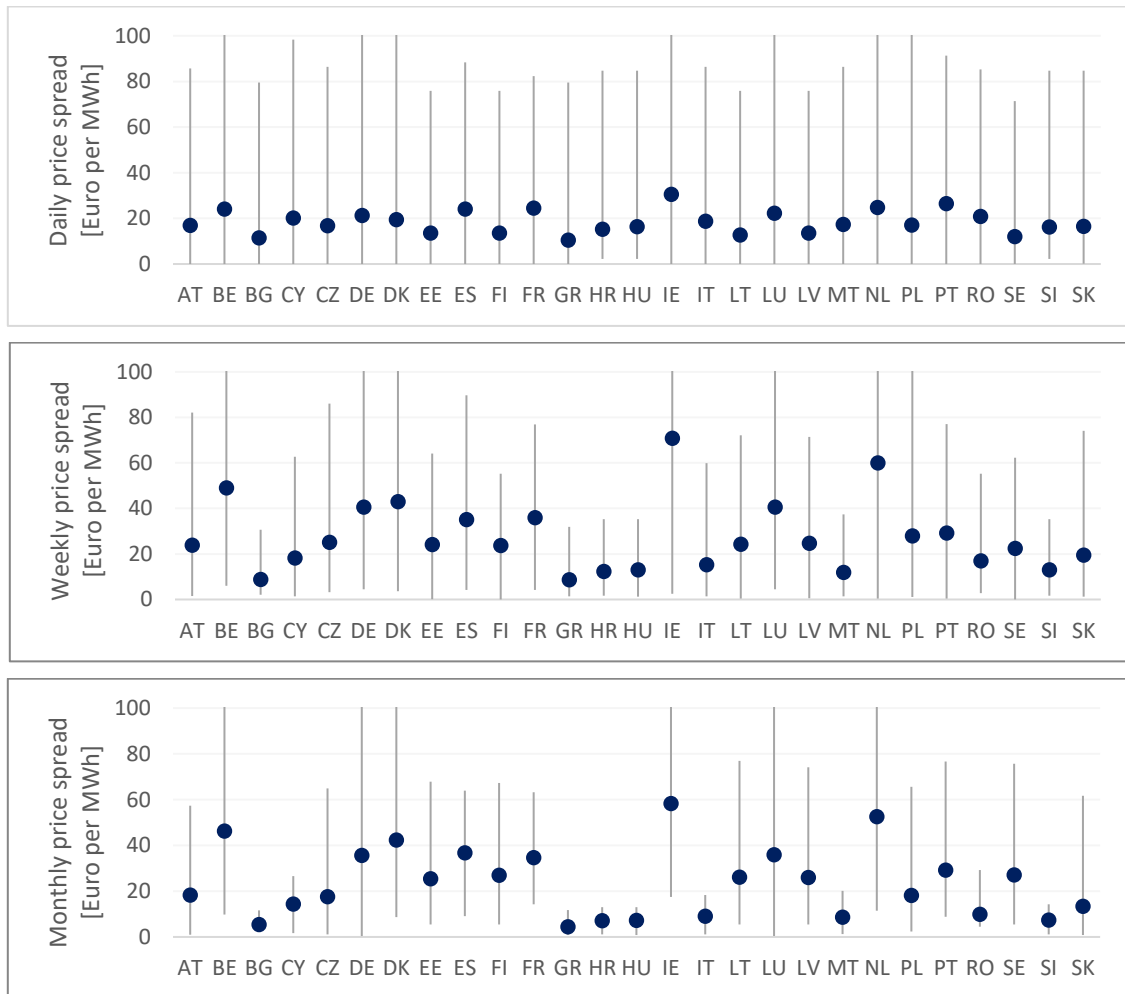 Daily price spread
[Euro per MWh]
100
80
60
40
20
0
AT BE BG CY CZ DE DK EE ES FI FR GR HR HU IE IT LT LU LV MT NL PL PT RO SE SI SK
Weekly price spread
[Euro per MWh]
100
80
60
40
20
0
AT BE BG CY CZ DE DK EE ES FI FR GR HR HU IE IT LT LU LV MT NL PL PT RO SE SI SK
Monthly price spread
[Euro per MWh]
100
80
60
40
20
0
AT BE BG CY CZ DE DK EE ES FI FR GR HR HU IE IT LT LU LV MT NL PL PT RO SE SI SK